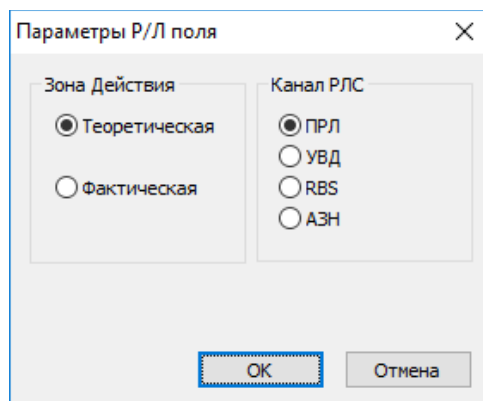 Параметры Р/Л поля
Зона Действия
Теоретическая
Фактическая
Канал РЛС
ПРЛ
УВД
RBS
АЗН
OK
Отмена